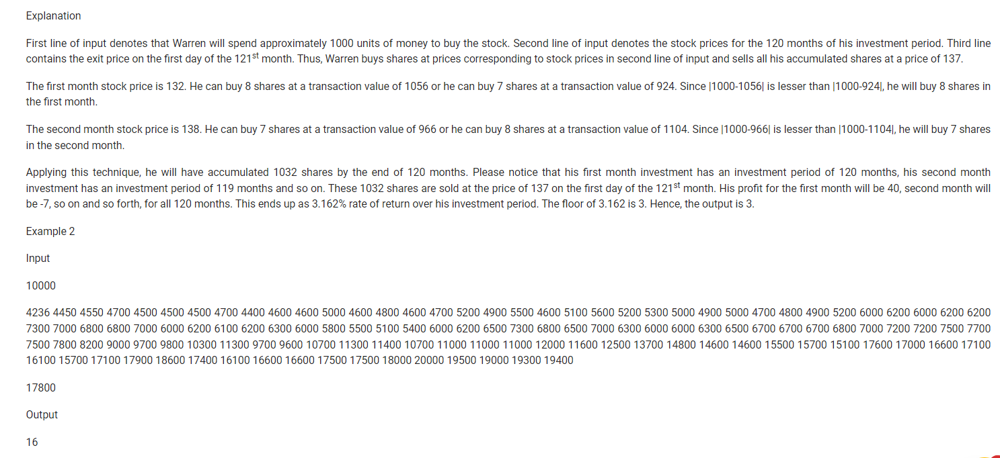 Explanation
First line of input denotes that Warren will spend approximately 1000 units of money to buy the stock. Second line of input denotes the stock prices for the 120 months of his investment period. Third line
contains the exit price on the first day of the 121st month. Thus, Warren buys shares at prices corresponding to stock prices in second line of input and sells all his accumulated shares at a price of 137.
The first month stock price is 132. He can buy 8 shares at a transaction value of 1056 or he can buy 7 shares at a transaction value of 924. Since |1000-1056| is lesser than |1000-924|, he will buy 8 shares in
the first month.
The second month stock price is 138. He can buy 7 shares at a transaction value of 966 or he can buy 8 shares at a transaction value of 1104. Since |1000-966| is lesser than |1000-1104|, he will buy 7 shares
in the second month.
Applying this technique, he will have accumulated 1032 shares by the end of 120 months. Please notice that his first month investment has an investment period of 120 months, his second month
investment has an investment period of 119 months and so on. These 1032 shares are sold at the price of 137 on the first day of the 121st month. His profit for the first month will be 40, second month will
be -7, so on and so forth, for all 120 months. This ends up as 3.162% rate of return over his investment period. The floor of 3.162 is 3. Hence, the output is 3.
Example 2
Input
10000
4236 4450 4550 4700 4500 4500 4500 4700 4400 4600 4600 5000 4600 4800 4600 4700 5200 4900 5500 4600 5100 5600 5200 5300 5000 4900 5000 4700 4800 4900 5200 6000 6200 6000 6200 6200
7300 7000 6800 6800 7000 6000 6200 6100 6200 6300 6000 5800 5500 5100 5400 6000 6200 6500 7300 6800 6500 7000 6300 6000 6000 6300 6500 6700 6700 6700 6800 7000 7200 7200 7500 7700
7500 7800 8200 9000 9700 9800 10300 11300 9700 9600 10700 11300 11400 10700 11000 11000 11000 12000 11600 12500 13700 14800 14600 14600 15500 15700 15100 17600 17000 16600 17100
16100 15700 17100 17900 18600 17400 16100 16600 16600 17500 17500 18000 20000 19500 19000 19300 19400
17800
Output
16